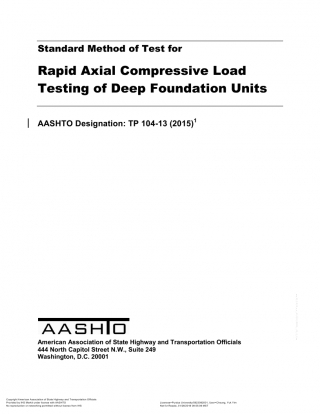 Standard Method of Test for
Rapid Axial Compressive Load
Testing of Deep Foundation Units
AASHTO Designation: TP 104-13 (2015)1
AASHTO
American Association of State Highway and Transportation Officials
444 North Capitol Street N.W., Suite 249
Washington, D.C. 20001